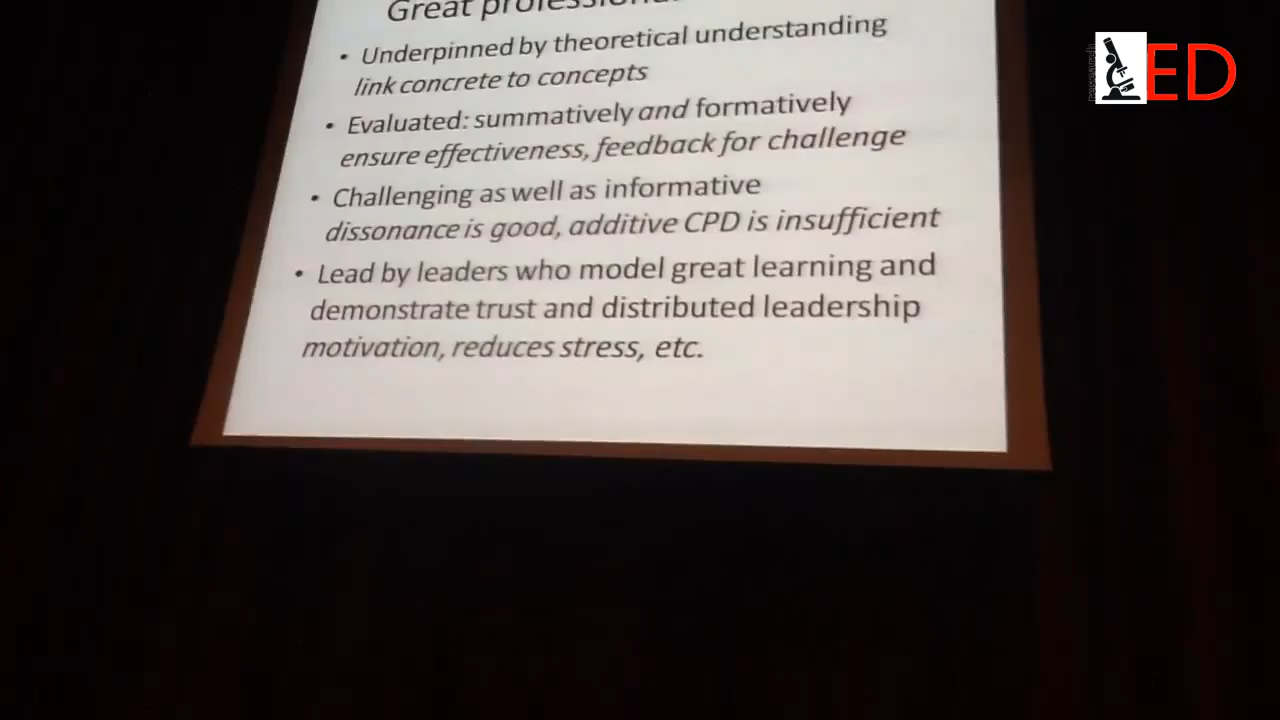 Great
• Underpinned by theoretical understanding
link concrete to concepts
• Evaluated: summatively and formatively
ensure effectiveness, feedback for challenge
• Challenging as well as informative
dissonance is good, additive CPD is insufficient
• Lead by leaders who model great learning and
demonstrate trust and distributed leadership
motivation, reduces stress, etc.
ED